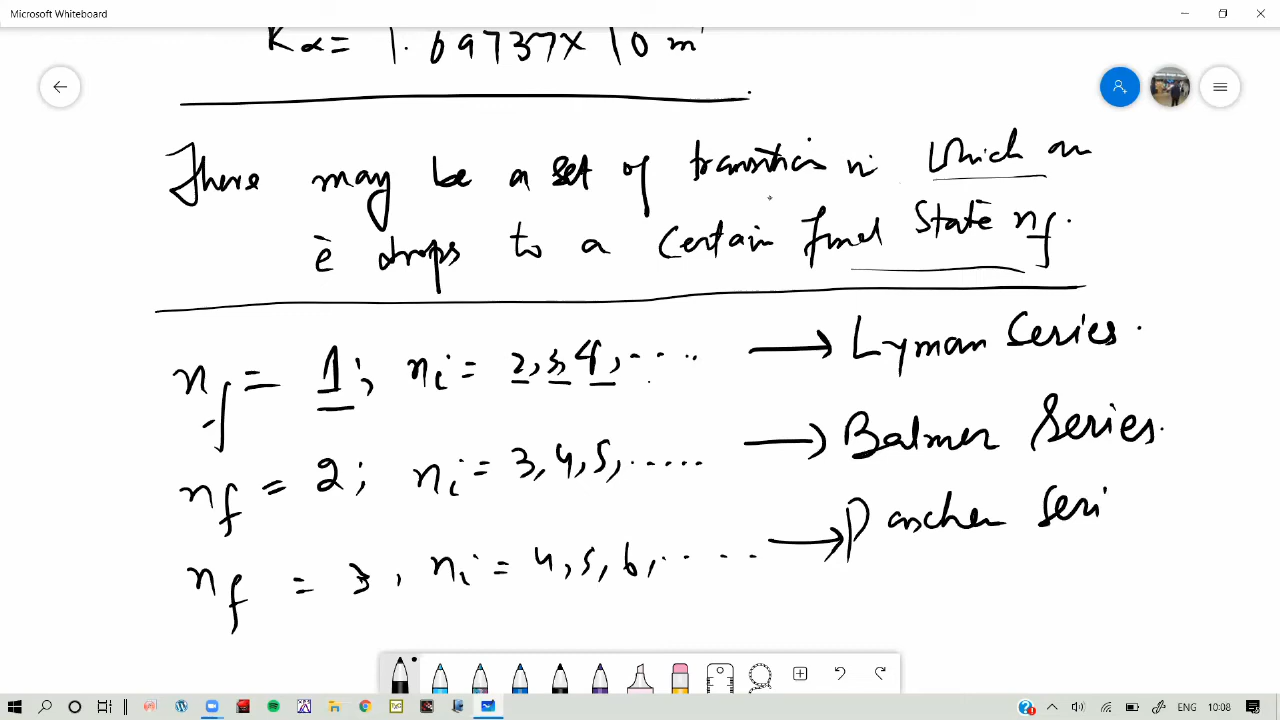 Microsoft Whiteboard
Kα = 1.69737 × 10 m⁻¹
There may be a set of transition in which an
e⁻ drops to a certain final state nf.
nf = 1; ni = 2, 3, 4, .... → Lyman Series.
nf = 2; ni = 3, 4, 5, ..... → Balmer Series.
nf = 3, ni = 4, 5, 6, ..... → Paschen Seri
ENG 10:08